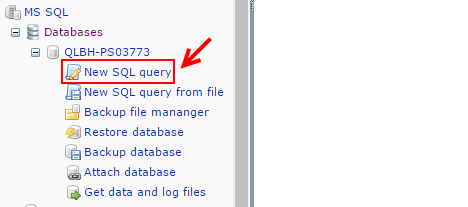 MS SQL
Databases
QLBH-PS03773
New SQL query
New SQL query from file
Backup file mananger
Restore database
Backup database
Attach database
Get data and log files